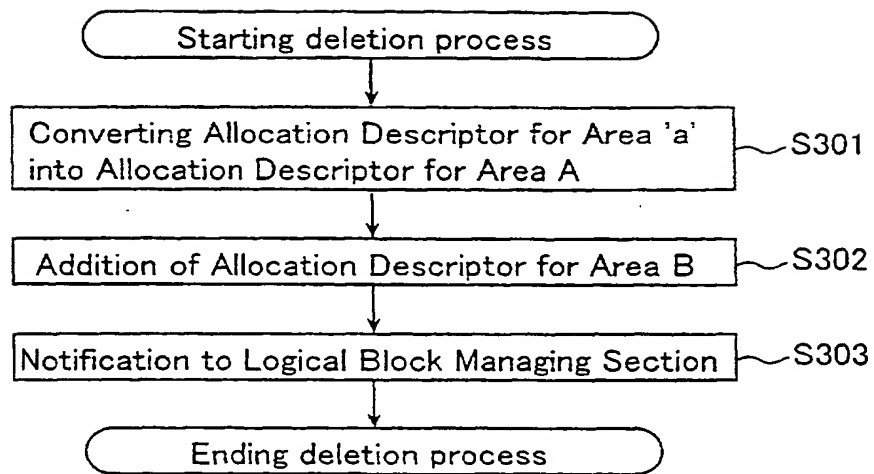 Starting deletion process
Converting Allocation Descriptor for Area 'a'
into Allocation Descriptor for Area A
S301
Addition of Allocation Descriptor for Area B
S302
Notification to Logical Block Managing Section
S303
Ending deletion process